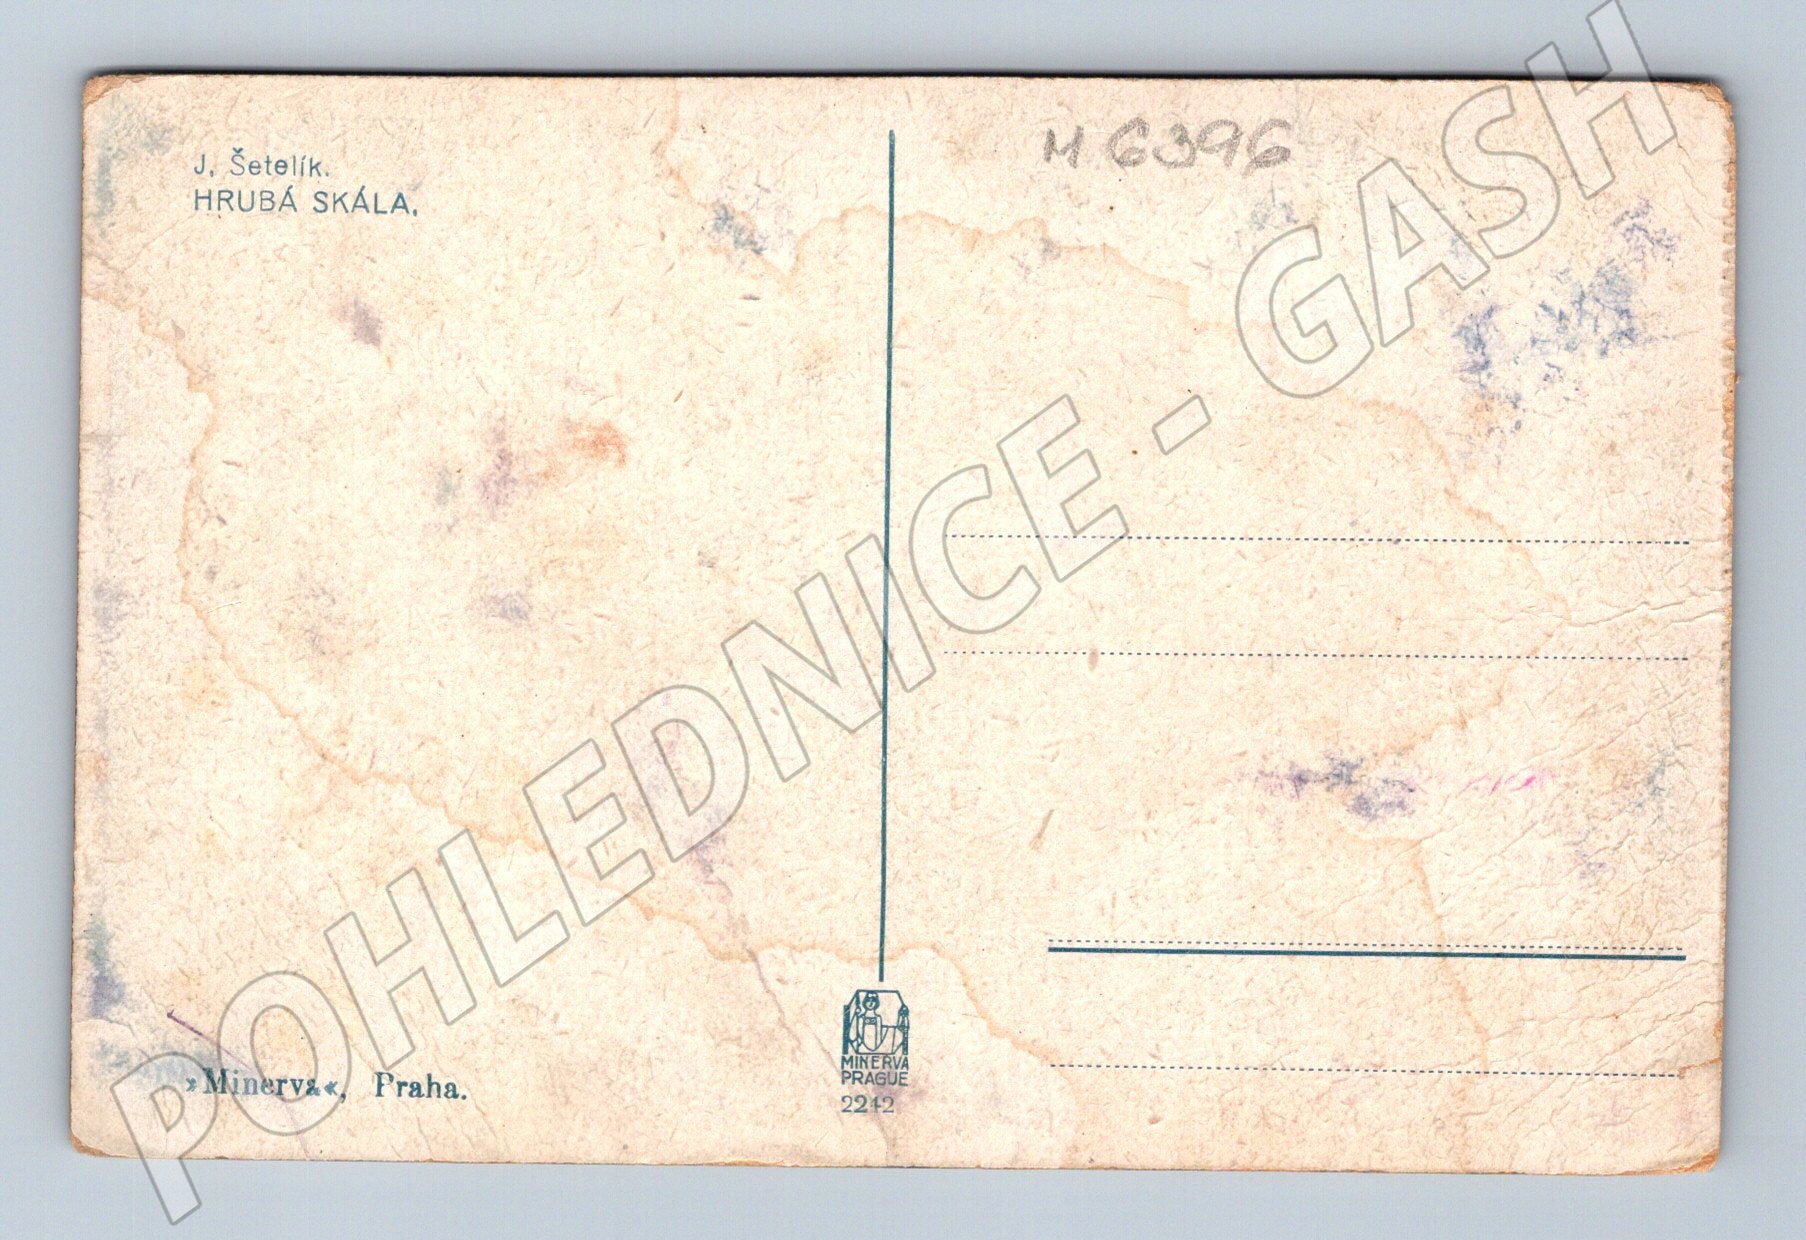 J. Šetelík.
HRUBÁ SKÁLA.
M 6396
»Minerva«, Praha.
MINERVA
PRAGUE
2242
POHLEDNICE - GASH